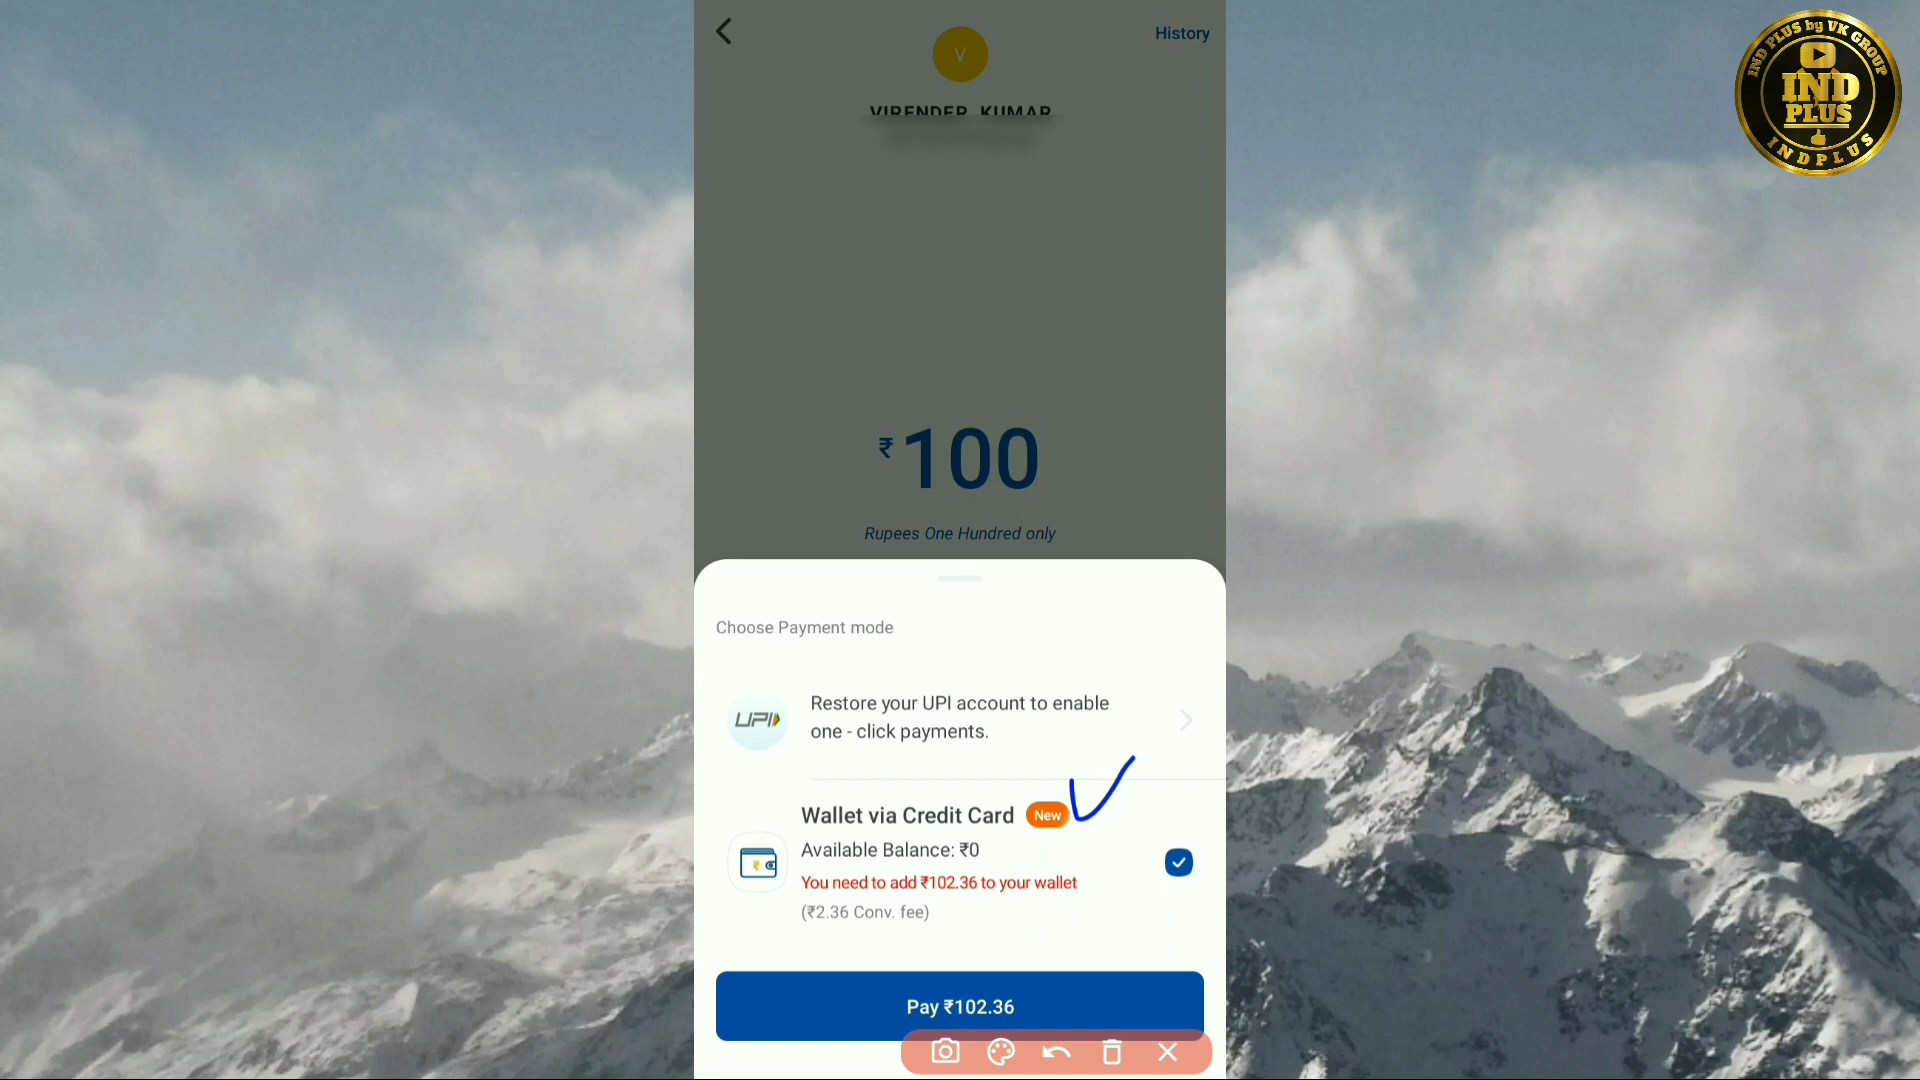 History
V
VIRENDER KUMAR
₹100
Rupees One Hundred only
Choose Payment mode
UPI
Restore your UPI account to enable
one - click payments.
Wallet via Credit Card New
Available Balance: ₹0
You need to add ₹102.36 to your wallet
(₹2.36 Conv. fee)
Pay ₹102.36
IND PLUS by VK GROUP
IND
PLUS
INDPLUS